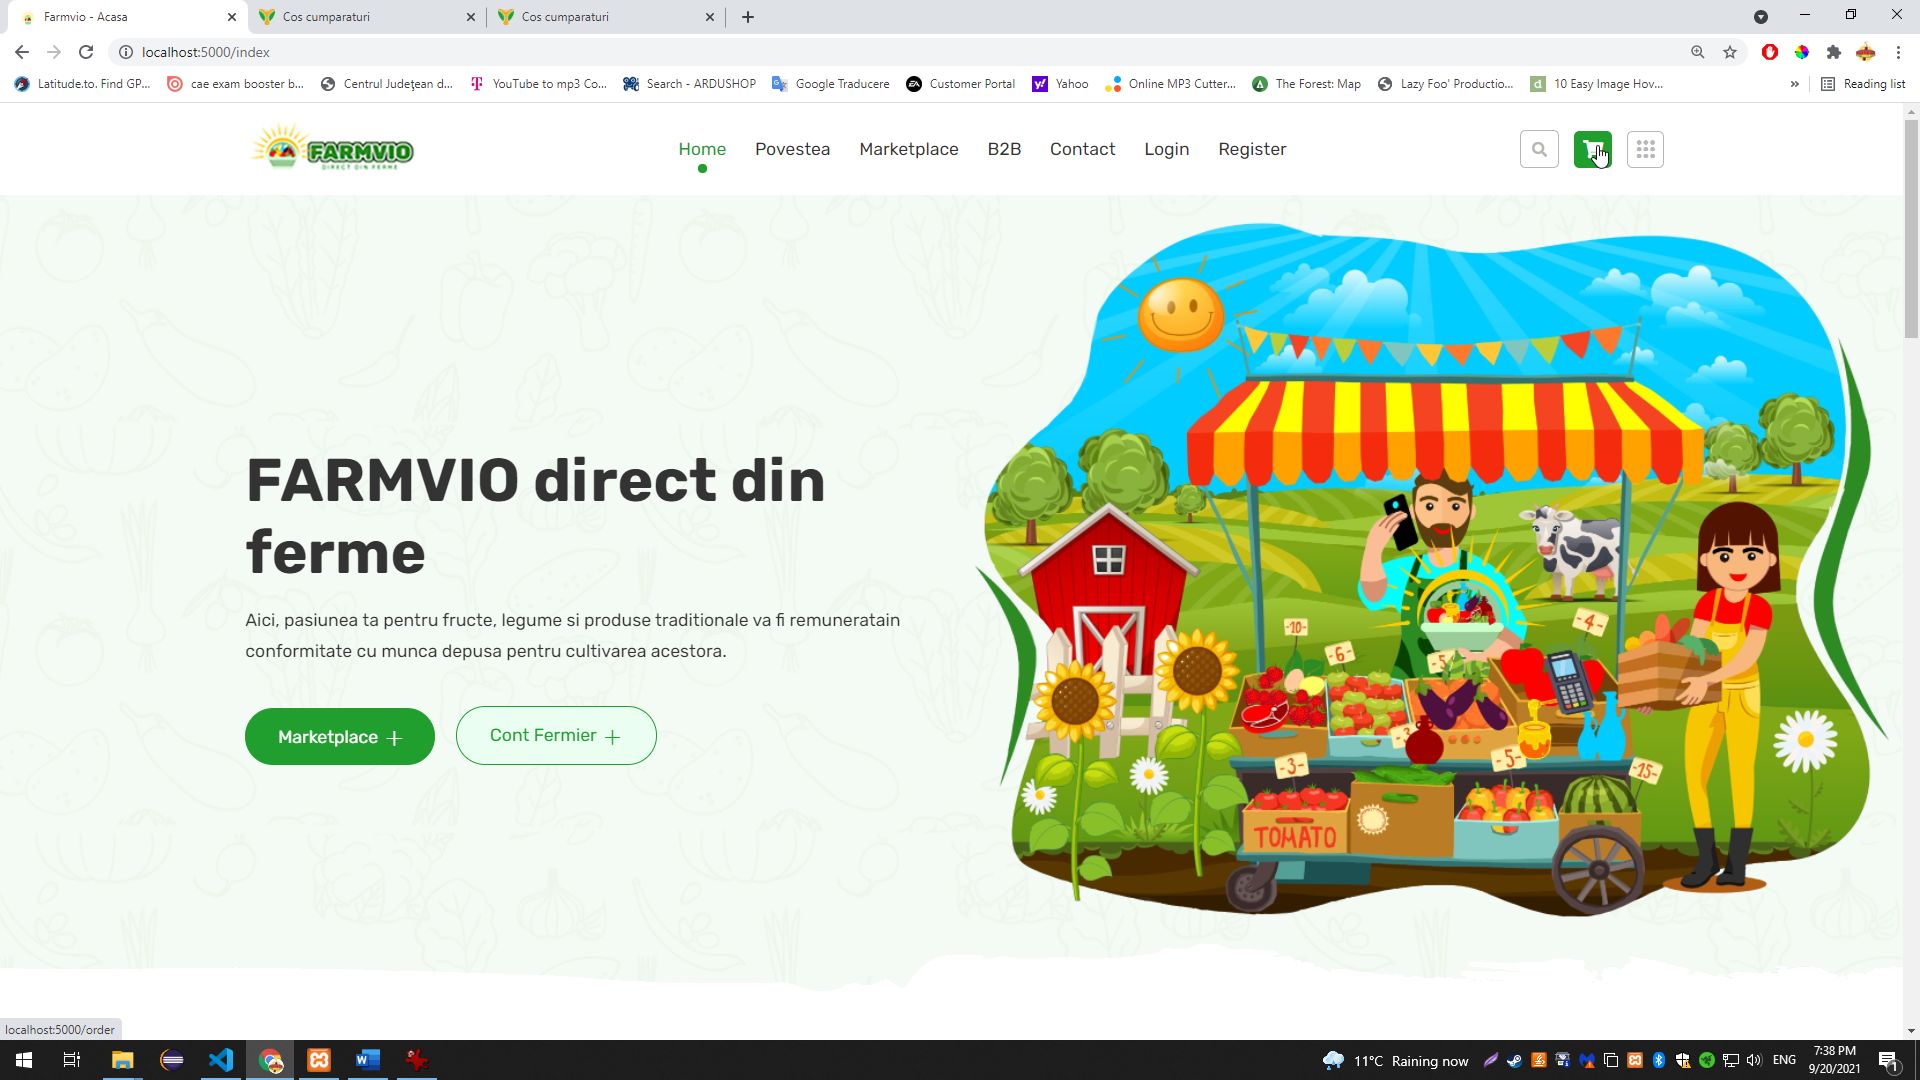 Farmvio - Acasa
Cos cumparaturi
Cos cumparaturi
localhost:5000/index
Latitude.to. Find GP...
cae exam booster b...
Centrul Județean d...
YouTube to mp3 Co...
Search - ARDUSHOP
Google Traducere
Customer Portal
Yahoo
Online MP3 Cutter...
The Forest: Map
Lazy Foo' Productio...
10 Easy Image Hov...
»
Reading list
FARMVIO
DIRECT DIN FERME
Home
Povestea
Marketplace
B2B
Contact
Login
Register
FARMVIO direct din
ferme
Aici, pasiunea ta pentru fructe, legume si produse traditionale va fi remuneratain
conformitate cu munca depusa pentru cultivarea acestora.
Marketplace +
Cont Fermier +
-10-
-6-
-5-
-4-
-3-
-3-
-5-
-15-
TOMATO
localhost:5000/order
11°C Raining now
ENG
7:38 PM
9/20/2021
1